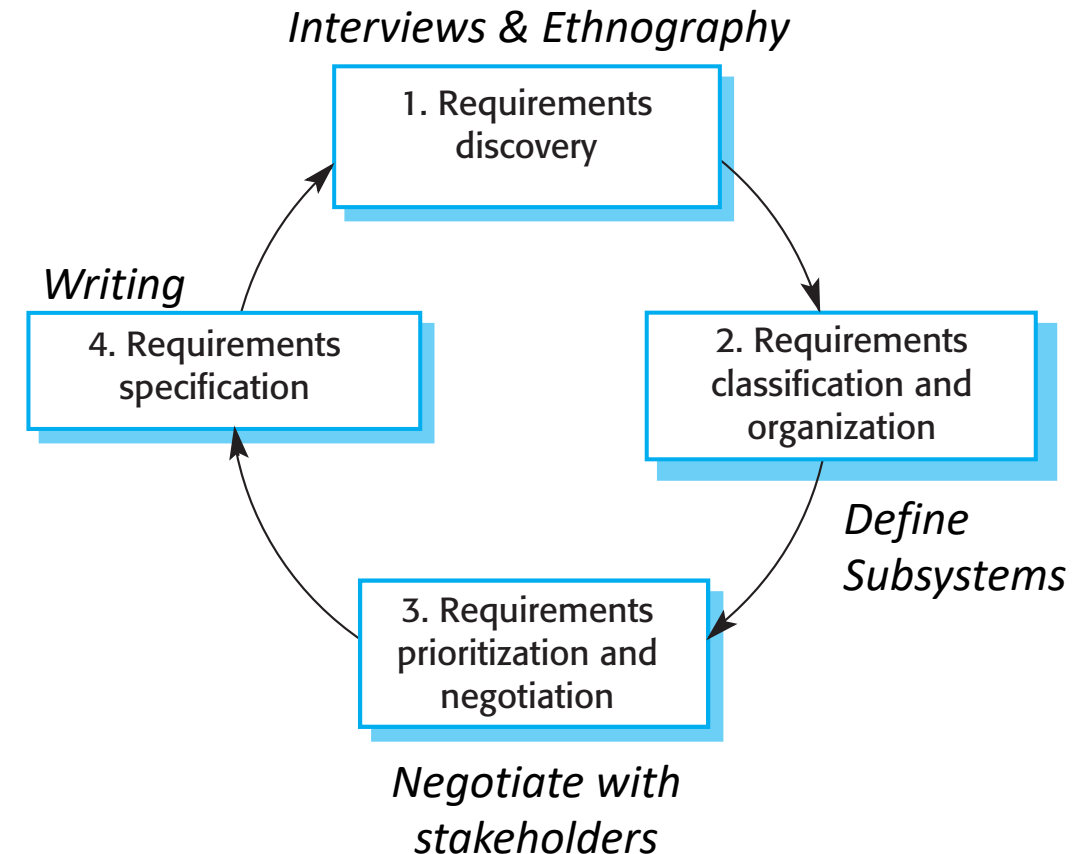 Interviews & Ethnography
1. Requirements
discovery
Writing
4. Requirements
specification
2. Requirements
classification and
organization
Define
Subsystems
3. Requirements
prioritization and
negotiation
Negotiate with
stakeholders